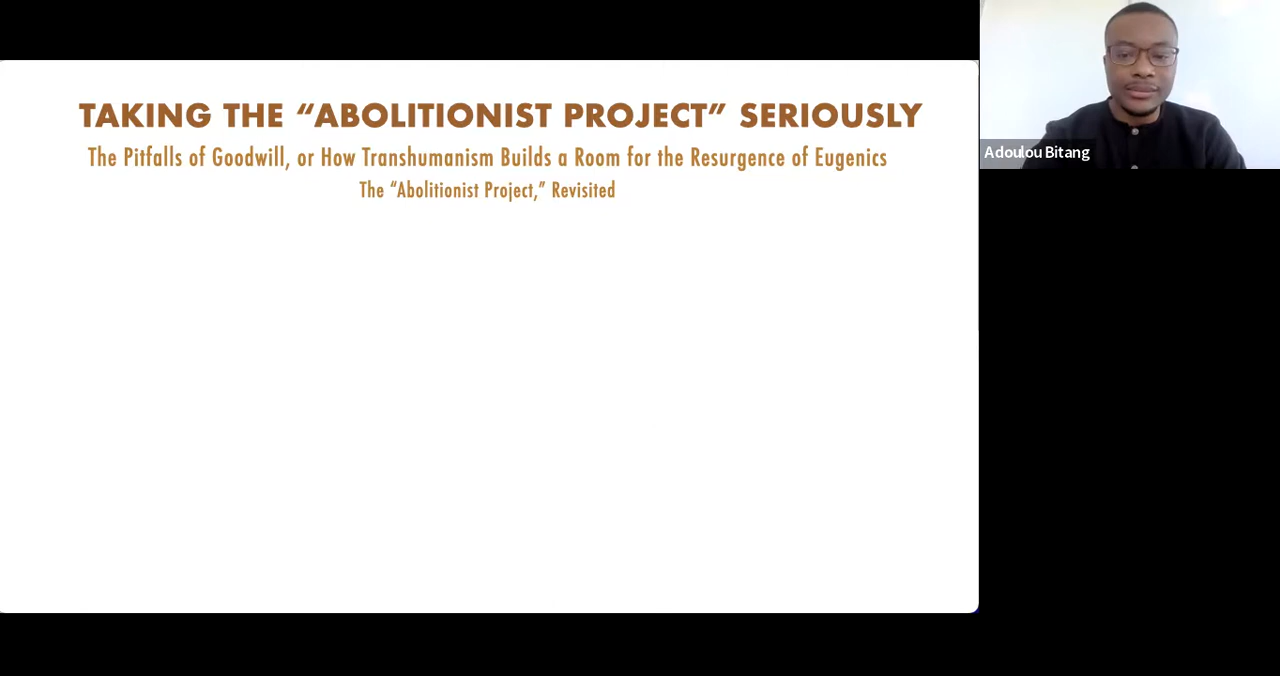 TAKING THE “ABOLITIONIST PROJECT” SERIOUSLY
The Pitfalls of Goodwill, or How Transhumanism Builds a Room for the Resurgence of Eugenics
The “Abolitionist Project,” Revisited
Adoulou Bitang